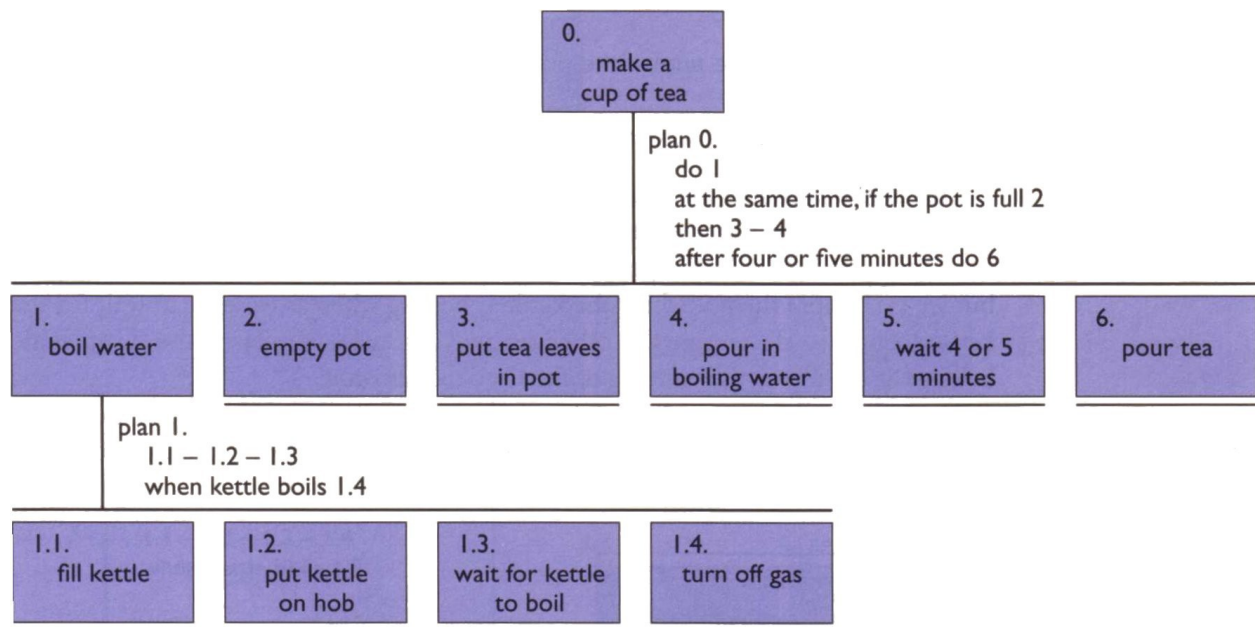 0.
make a
cup of tea
plan 0.
do 1
at the same time, if the pot is full 2
then 3 – 4
after four or five minutes do 6
1.
boil water
2.
empty pot
3.
put tea leaves
in pot
4.
pour in
boiling water
5.
wait 4 or 5
minutes
6.
pour tea
plan 1.
1.1 – 1.2 – 1.3
when kettle boils 1.4
1.1.
fill kettle
1.2.
put kettle
on hob
1.3.
wait for kettle
to boil
1.4.
turn off gas